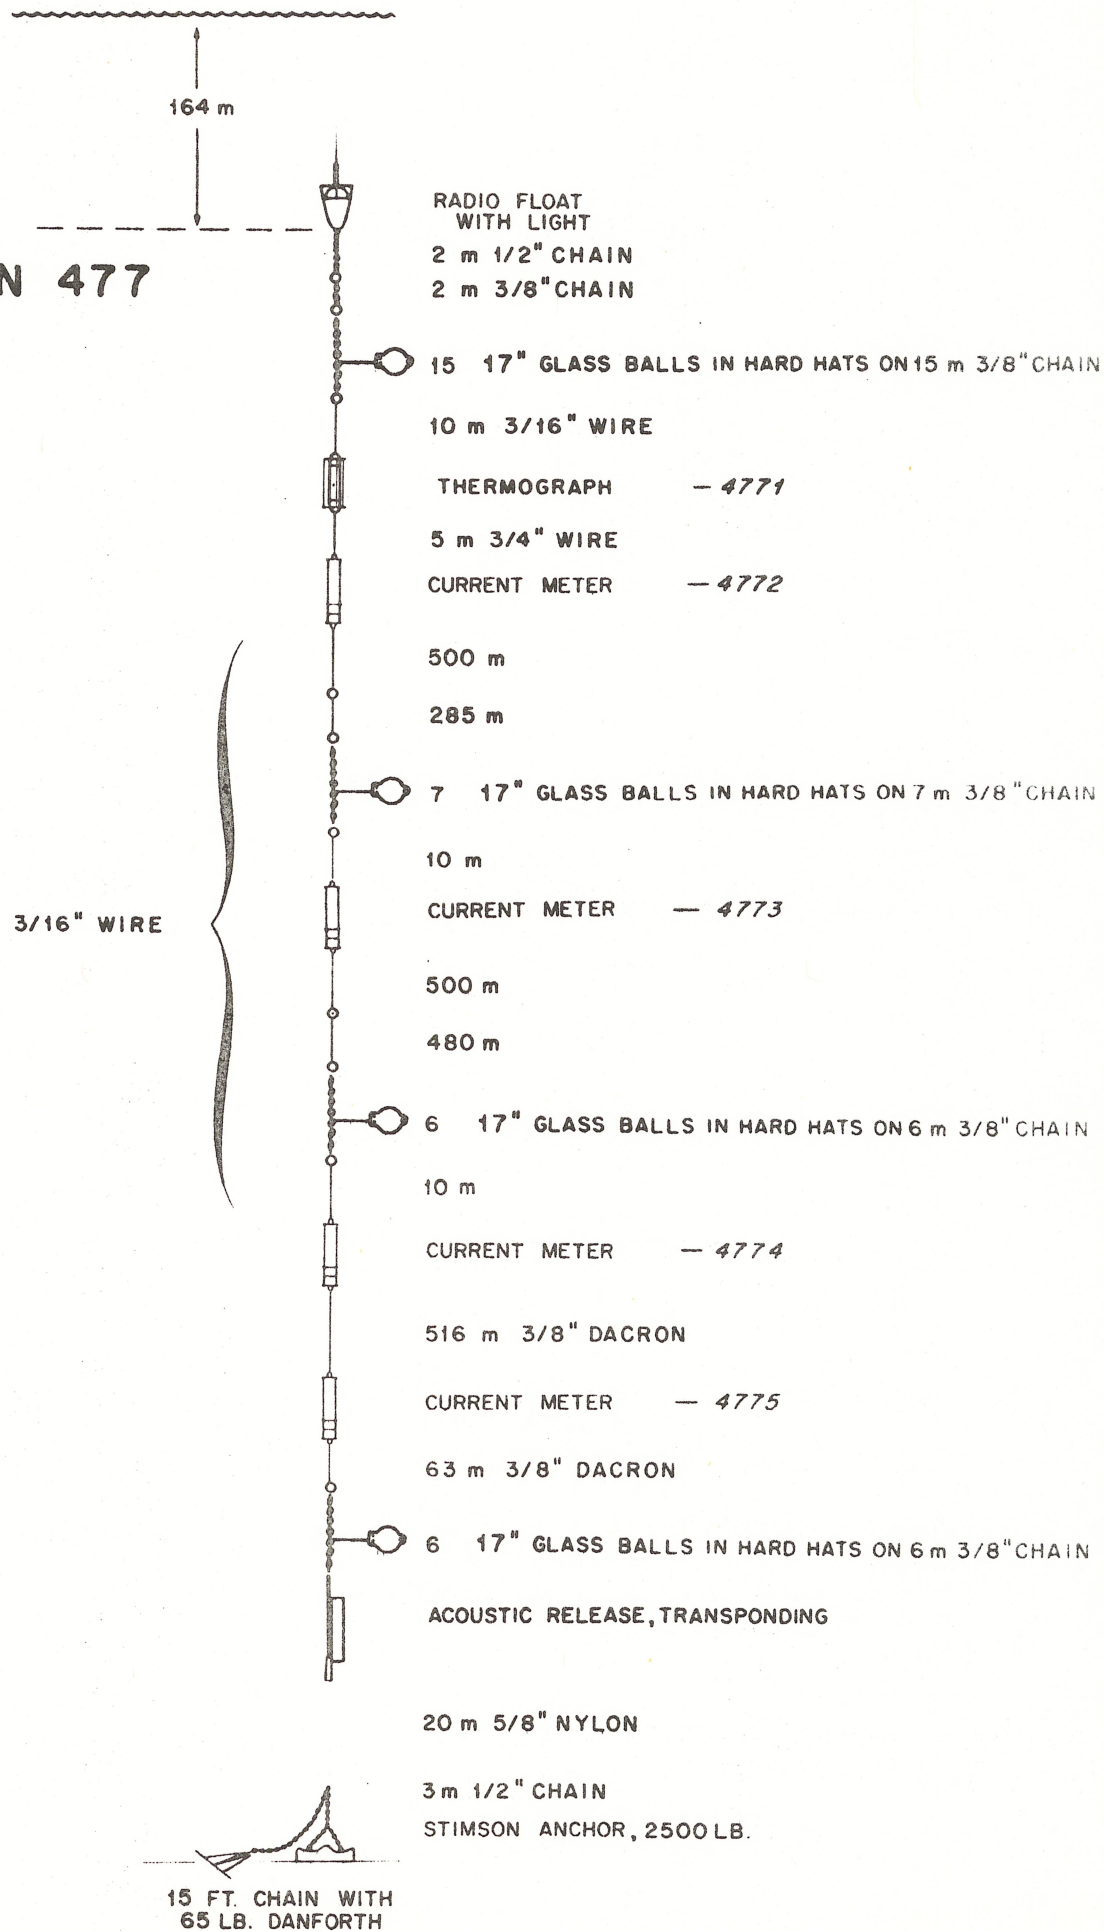 164 m
RADIO FLOAT
WITH LIGHT
2 m 1/2" CHAIN
N 477
2 m 3/8" CHAIN
15 17" GLASS BALLS IN HARD HATS ON 15 m 3/8" CHAIN
10 m 3/16" WIRE
THERMOGRAPH – 4771
5 m 3/4" WIRE
CURRENT METER – 4772
500 m
285 m
7 17" GLASS BALLS IN HARD HATS ON 7 m 3/8" CHAIN
10 m
3/16" WIRE
CURRENT METER – 4773
500 m
480 m
6 17" GLASS BALLS IN HARD HATS ON 6 m 3/8" CHAIN
10 m
CURRENT METER – 4774
516 m 3/8" DACRON
CURRENT METER – 4775
63 m 3/8" DACRON
6 17" GLASS BALLS IN HARD HATS ON 6 m 3/8" CHAIN
ACOUSTIC RELEASE, TRANSPONDING
20 m 5/8" NYLON
3 m 1/2" CHAIN
STIMSON ANCHOR, 2500 LB.
15 FT. CHAIN WITH
65 LB. DANFORTH